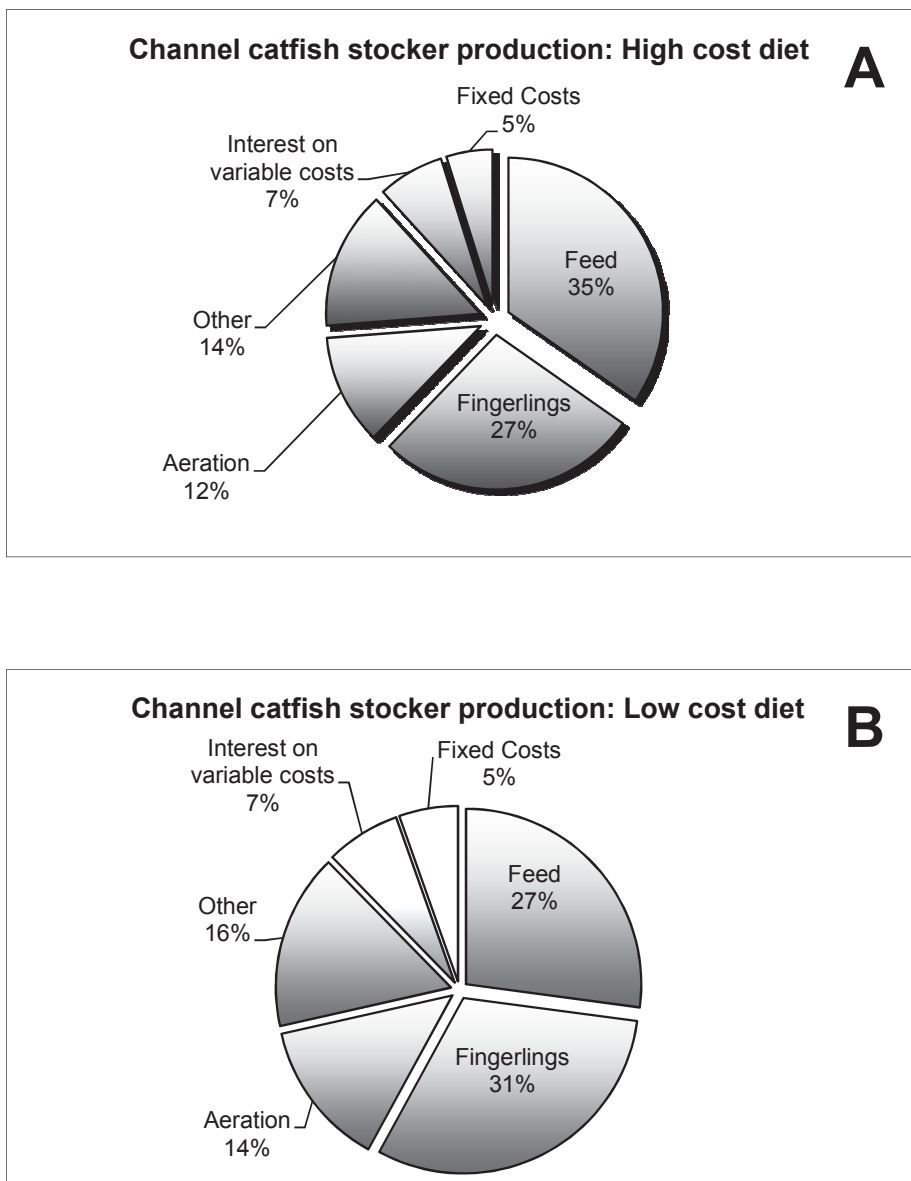 Channel catfish stocker production: High cost diet
A
Fixed Costs
5%
Interest on
variable costs
7%
Feed
35%
Other
14%
Fingerlings
27%
Aeration
12%
Channel catfish stocker production: Low cost diet
B
Interest on
variable costs
7%
Fixed Costs
5%
Feed
27%
Other
16%
Fingerlings
31%
Aeration
14%